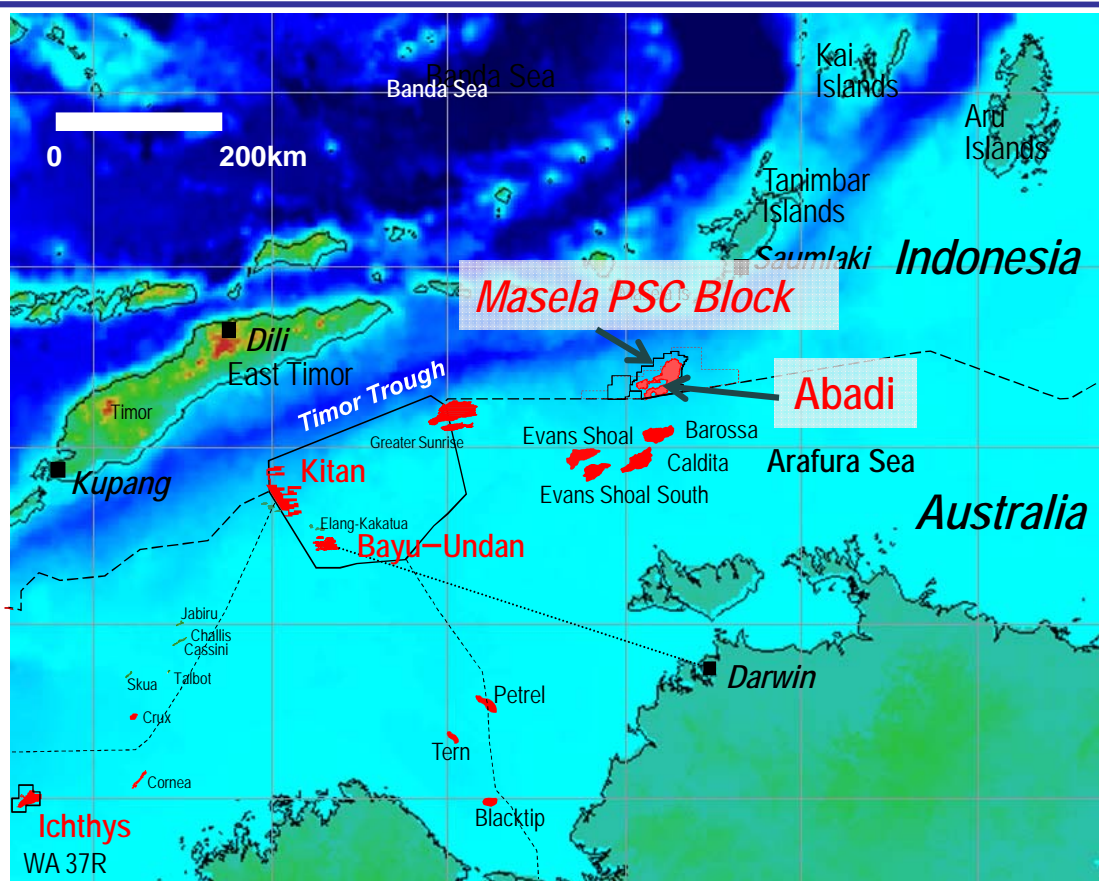 Banda Sea
Banda Sea
Kai
Islands
Aru
Islands
0 200km
Tanimbar
Islands
Saumlaki
Indonesia
Masela PSC Block
Dili
East Timor
Timor Trough
Abadi
Timor
Greater Sunrise
Evans Shoal
Barossa
Caldita
Arafura Sea
Evans Shoal South
Kupang
Kitan
Australia
Elang-Kakatua
Bayu–Undan
Jabiru
Challis
Cassini
Skua
Talbot
Darwin
Petrel
Crux
Tern
Cornea
Blacktip
Ichthys
WA 37R